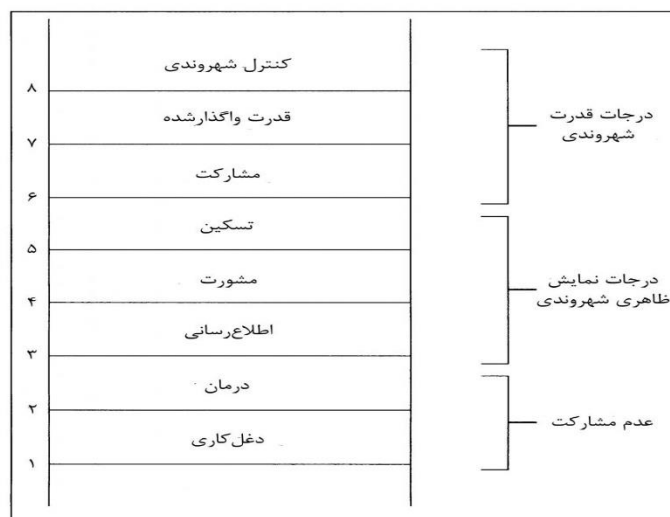 کنترل شهروندی
۸
قدرت واگذارشده
۷
مشارکت
۶
تسکین
۵
مشورت
۴
اطلاع‌رسانی
۳
درمان
۲
دغل‌کاری
۱
درجات قدرت
شهروندی
درجات نمایش
ظاهری شهروندی
عدم مشارکت